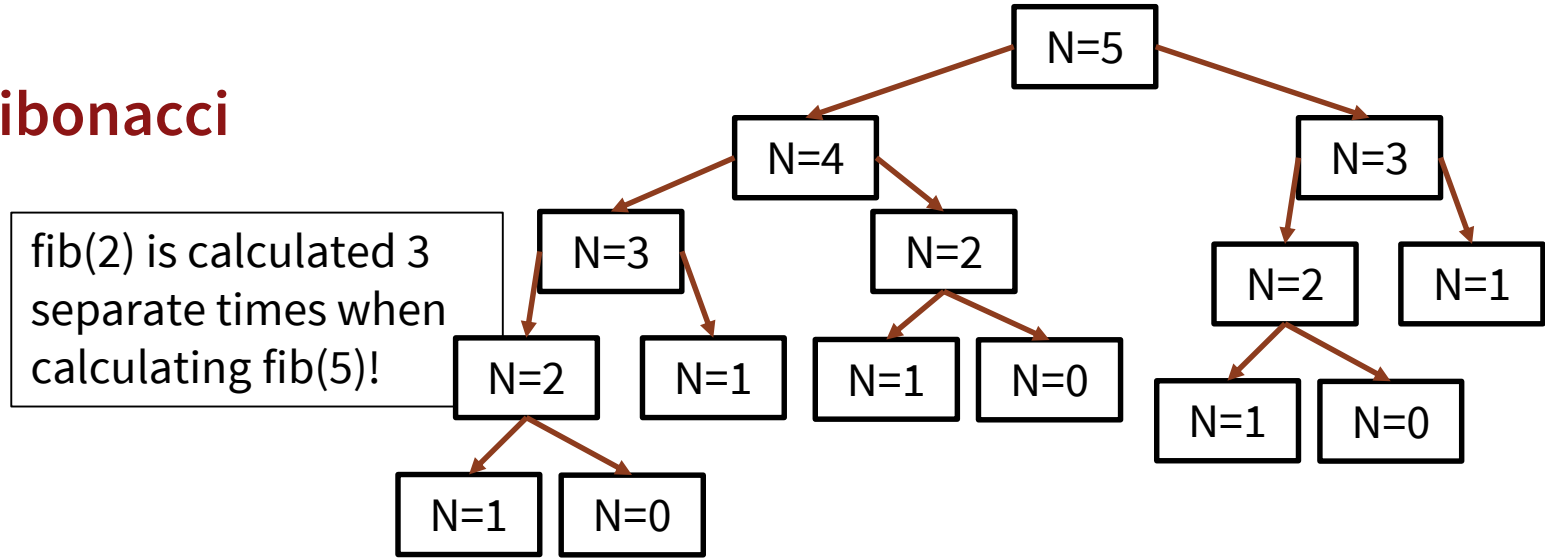 N=5
ibonacci
N=4
N=3
fib(2) is calculated 3
separate times when
calculating fib(5)!
N=3
N=2
N=2
N=1
N=2
N=1
N=1
N=0
N=1
N=0
N=1
N=0